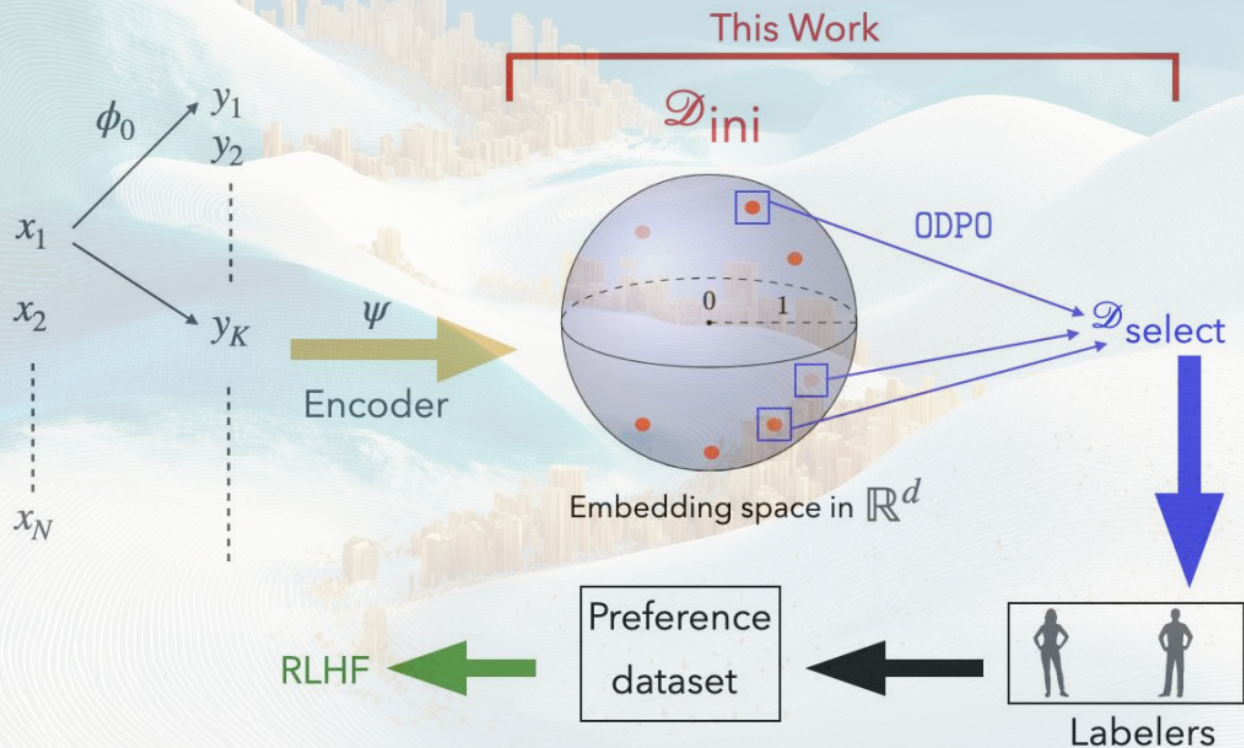 This Work
𝒟ini
ϕ0
y1
y2
x1
x2
yK
xN
ψ
Encoder
0
1
ODPO
𝒟select
Embedding space in ℝd
Labelers
Preference
dataset
RLHF